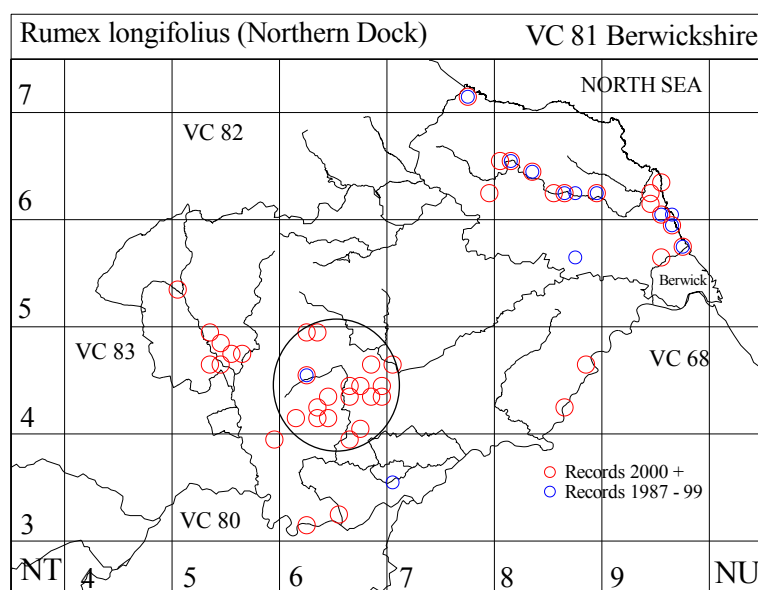 Rumex longifolius (Northern Dock) VC 81 Berwickshire
NORTH SEA
7
VC 82
6
Berwick
5
VC 83
VC 68
4
Records 2000 +
Records 1987 - 99
VC 80
3
NT 4 5 6 7 8 9 NU